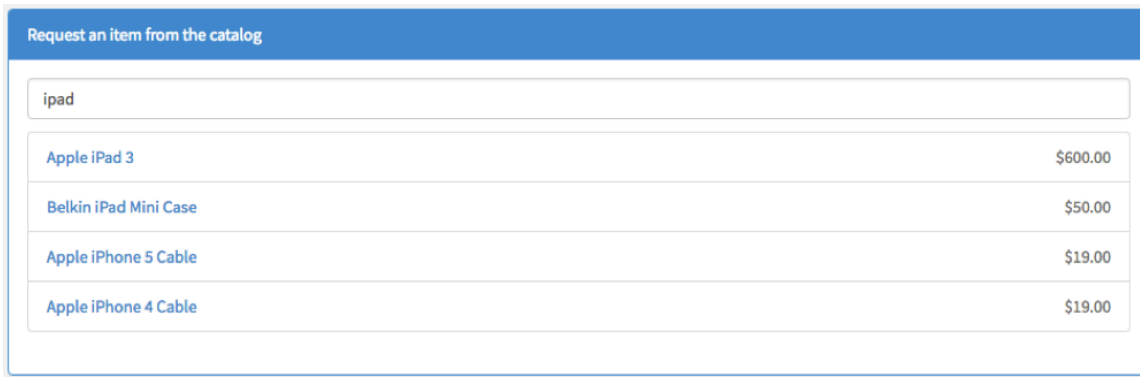 Request an item from the catalog
ipad
Apple iPad 3 $600.00
Belkin iPad Mini Case $50.00
Apple iPhone 5 Cable $19.00
Apple iPhone 4 Cable $19.00